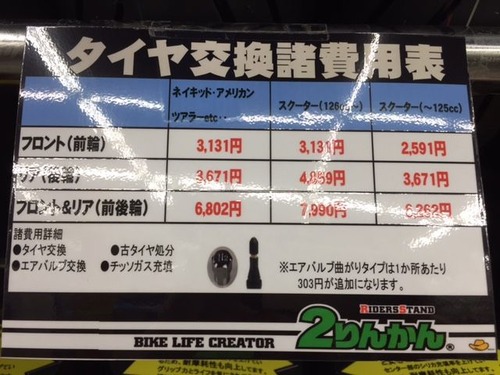 タイヤ交換諸費用表
ネイキッド・アメリカン
ツアラーetc‥ スクーター(126cc~) スクーター(~125cc)
フロント(前輪) 3,131円 3,131円 2,591円
リア(後輪) 3,671円 4,859円 3,671円
フロント&リア(前後輪) 6,802円 7,990円 6,262円
諸費用詳細
●タイヤ交換 ●古タイヤ処分
●エアバルブ交換 ●チッソガス充填
※エアバルブ曲がりタイプは1か所あたり
303円が追加になります。
RIDERS STAND
BIKE LIFE CREATOR 2りんかん®